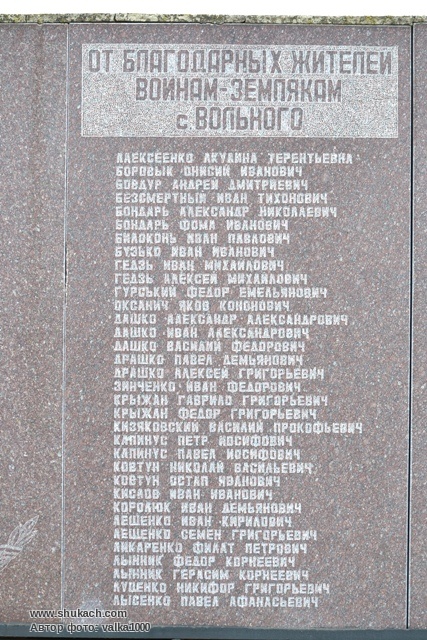 ОТ БЛАГОДАРНЫХ ЖИТЕЛЕЙ
ВОИНАМ-ЗЕМЛЯКАМ
с. ВОЛЬНОГО
АЛЕКСЕЕНКО АКУЛИНА ТЕРЕНТЬЕВНА
БОРОВЫК ОНИСИЙ ИВАНОВИЧ
БОВДУР АНДРЕЙ ДМИТРИЕВИЧ
БЕЗСМЕРТНЫЙ ИВАН ТИХОНОВИЧ
БОНДАРЬ АЛЕКСАНДР НИКОЛАЕВИЧ
БОНДАРЬ ФОМА ИВАНОВИЧ
БИЛОКОНЬ ИВАН ПАВЛОВИЧ
БУЗЬКО ИВАН ИВАНОВИЧ
ГЕДЗЬ ИВАН МИХАЙЛОВИЧ
ГЕДЗЬ АЛЕКСЕЙ МИХАЙЛОВИЧ
ГУРСЬКИЙ ФЕДОР ЕМЕЛЬЯНОВИЧ
ОКСАНИЧ ЯКОВ КОНОНОВИЧ
ДАШКО АЛЕКСАНДР АЛЕКСАНДРОВИЧ
ДАШКО ИВАН АЛЕКСАНДРОВИЧ
ДАШКО ВАСИЛИЙ ФЕДОРОВИЧ
ДРАШКО ПАВЕЛ ДЕМЬЯНОВИЧ
ДРАШКО АЛЕКСЕЙ ГРИГОРЬЕВИЧ
ЗИНЧЕНКО ИВАН ФЕДОРОВИЧ
КРЫЖАН ГАВРИЛО ГРИГОРЬЕВИЧ
КРЫЖАН ФЕДОР ГРИГОРЬЕВИЧ
КИЗЯКОВСКИЙ ВАСИЛИЙ ПРОКОФЬЕВИЧ
КАПИНУС ПЕТР ИОСИФОВИЧ
КАПИНУС ПАВЕЛ ИОСИФОВИЧ
КОВТУН НИКОЛАЙ ВАСИЛЬЕВИЧ
КОВТУН ОСТАП ИВАНОВИЧ
КИСЛОВ ИВАН ИВАНОВИЧ
КОРОЛЮК ИВАН ДЕМЬЯНОВИЧ
ЛЕЩЕНКО ИВАН КИРИЛОВИЧ
ЛЕЩЕНКО СЕМЕН ГРИГОРЬЕВИЧ
ЛИКАРЕНКО ФИЛАТ ПЕТРОВИЧ
ЛЫННИК ФЕДОР КОРНЕЕВИЧ
ЛЫННИК ГЕРАСИМ КОРНЕЕВИЧ
КУЦЕНКО НИКИФОР ГРИГОРЬЕВИЧ
ЛЫСЕНКО ПАВЕЛ АФАНАСЬЕВИЧ
www.shukach.com
Автор фото: valkad000